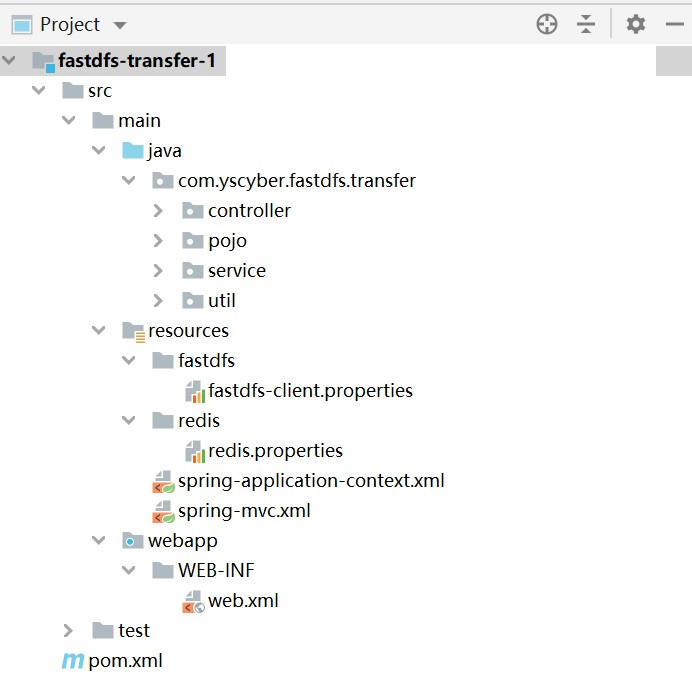 Project
fastdfs-transfer-1
src
main
java
com.yscyber.fastdfs.transfer
controller
pojo
service
util
resources
fastdfs
fastdfs-client.properties
redis
redis.properties
spring-application-context.xml
spring-mvc.xml
webapp
WEB-INF
web.xml
test
pom.xml